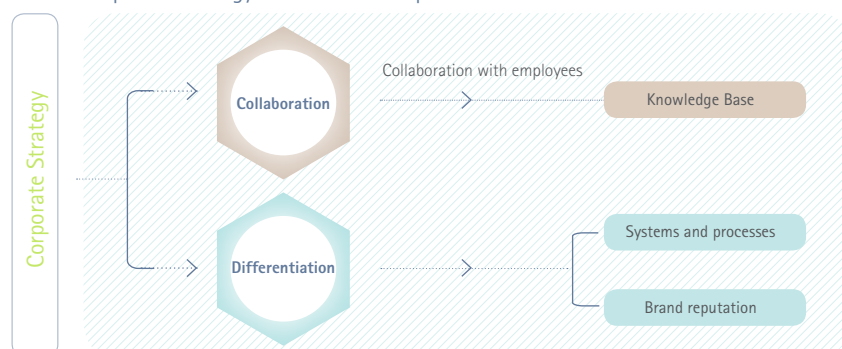 Corporate Strategy
Collaboration
Collaboration with employees
Knowledge Base
Differentiation
Systems and processes
Brand reputation